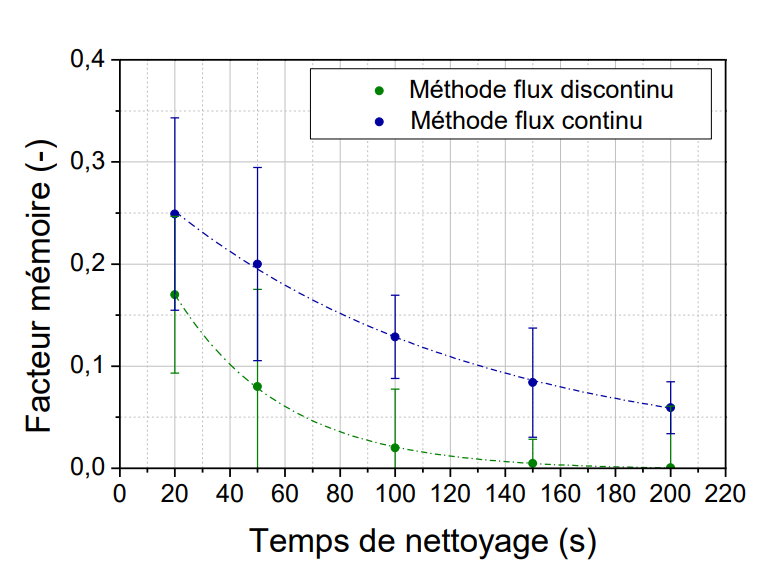 0,4
Méthode flux discontinu
Méthode flux continu
0,3
0,2
0,1
0,0
0 20 40 60 80 100 120 140 160 180 200 220
Facteur mémoire (-)
Temps de nettoyage (s)